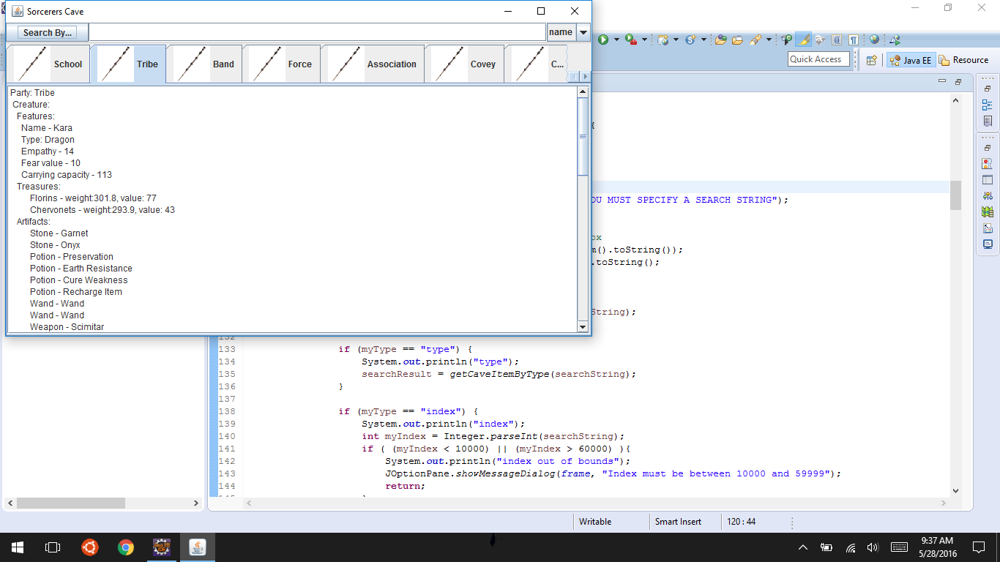 Sorcerers Cave
Search By...
name
School
Tribe
Band
Force
Association
Covey
C...
Party: Tribe
Creature:
Features:
Name - Kara
Type: Dragon
Empathy - 14
Fear value - 10
Carrying capacity - 113
Treasures:
Florins - weight:301.8, value: 77
Chervonets - weight:293.9, value: 43
Artifacts:
Stone - Garnet
Stone - Onyx
Potion - Preservation
Potion - Earth Resistance
Potion - Cure Weakness
Potion - Recharge Item
Wand - Wand
Wand - Wand
Weapon - Scimitar
Quick Access
Java EE
Resource
OU MUST SPECIFY A SEARCH STRING");
ox
m().toString());
.toString();
String);
132
133 if (myType == "type") {
134 System.out.println("type");
135 searchResult = getCaveItemByType(searchString);
136 }
137
138 if (myType == "index") {
139 System.out.println("index");
140 int myIndex = Integer.parseInt(searchString);
141 if ( (myIndex < 10000) || (myIndex > 60000) ){
142 System.out.println("index out of bounds");
143 JOptionPane.showMessageDialog(frame, "Index must be between 10000 and 59999");
144 return;
Writable
Smart Insert
120 : 44
Java EE
IDE
9:37 AM
5/28/2016